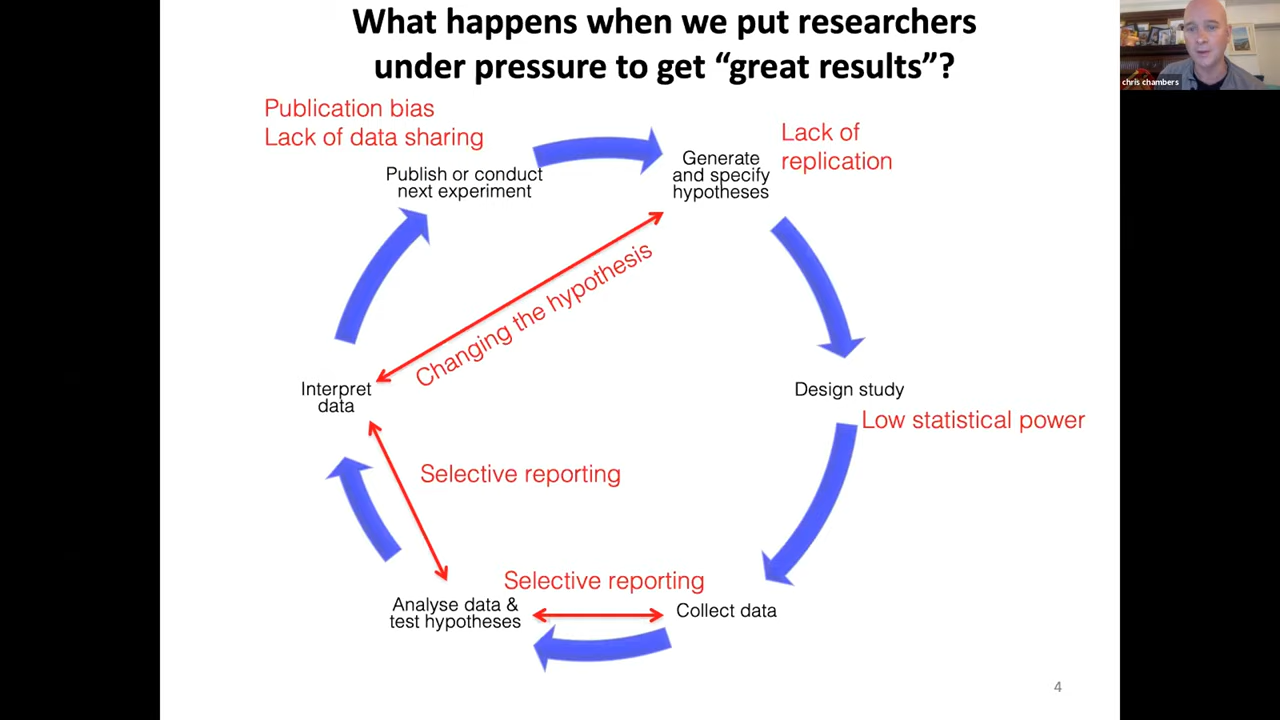 What happens when we put researchers
under pressure to get “great results”?
chris chambers
Publication bias
Lack of data sharing
Publish or conduct
next experiment
Generate
and specify
hypotheses
Lack of
replication
Changing the hypothesis
Interpret
data
Design study
Low statistical power
Selective reporting
Selective reporting
Analyse data &
test hypotheses
Collect data
4